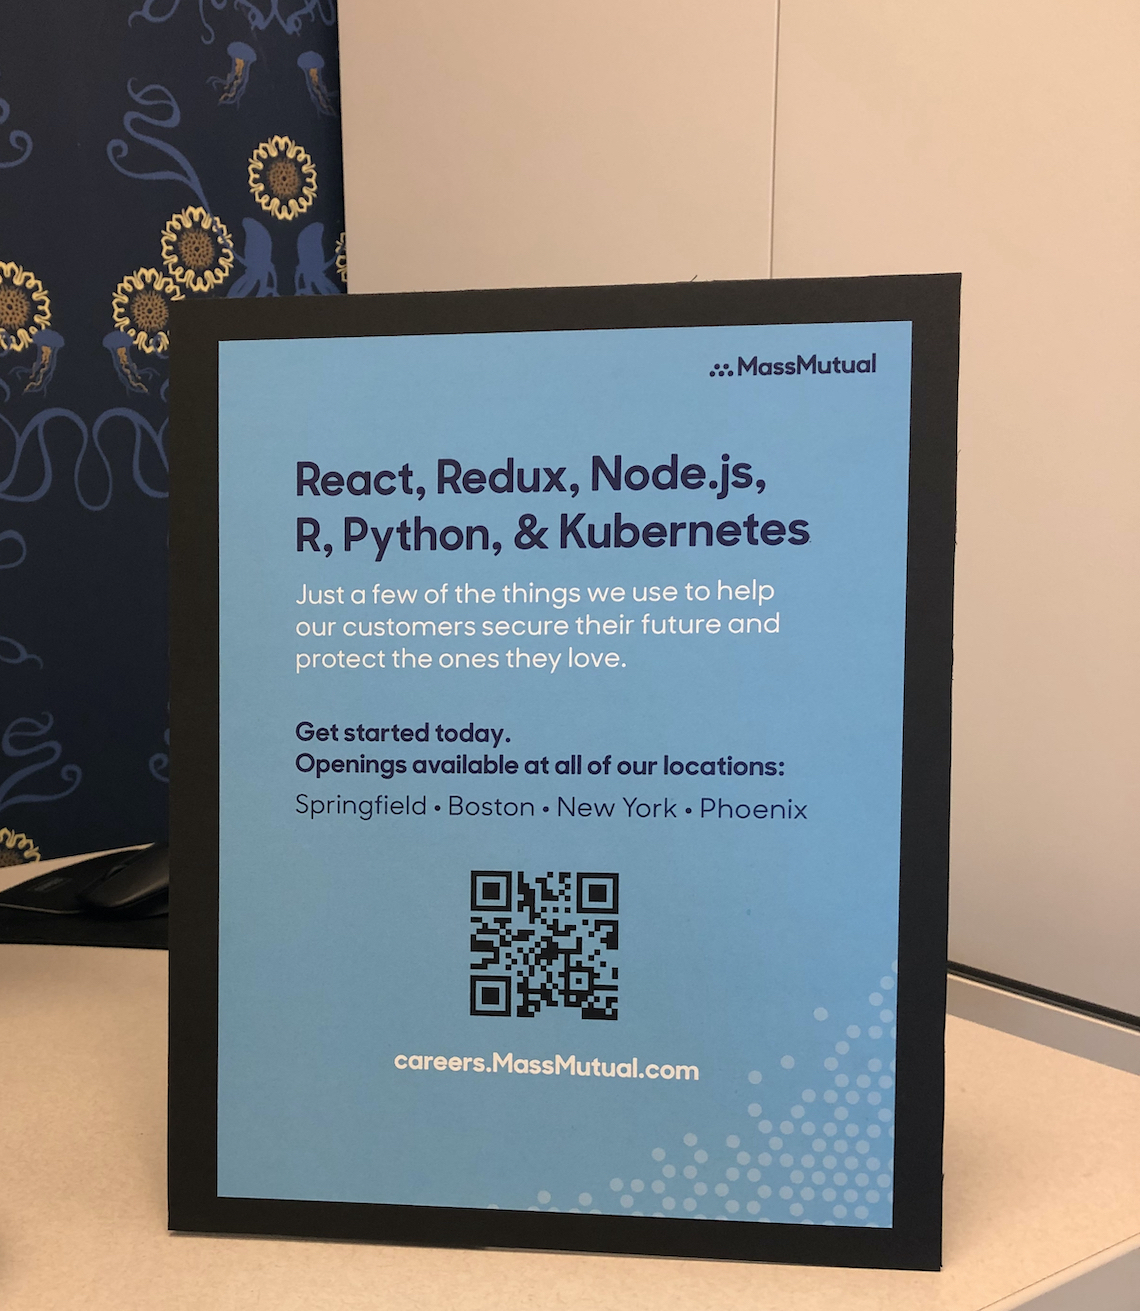 MassMutual
React, Redux, Node.js,
R, Python, & Kubernetes
Just a few of the things we use to help
our customers secure their future and
protect the ones they love.
Get started today.
Openings available at all of our locations:
Springfield • Boston • New York • Phoenix
careers.MassMutual.com